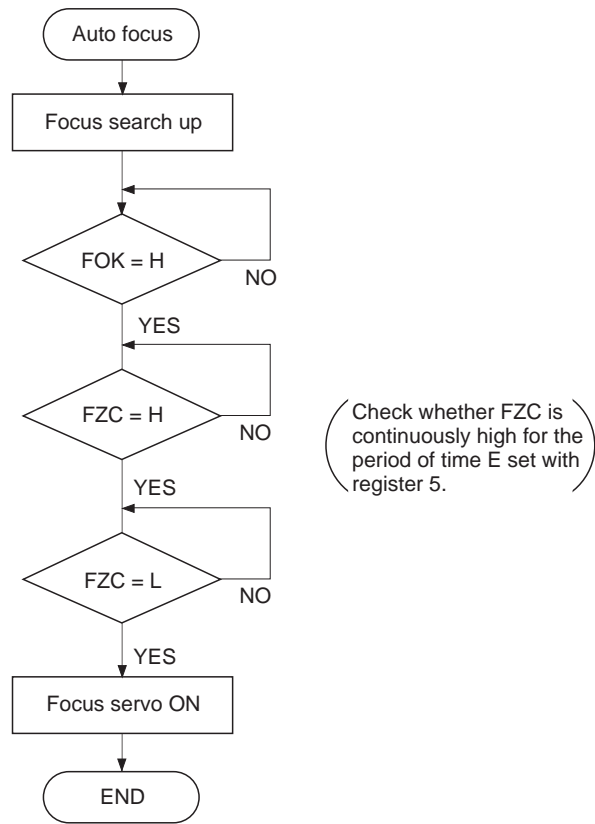 Auto focus
Focus search up
FOK = H
NO
YES
FZC = H
NO
Check whether FZC is
continuously high for the
period of time E set with
register 5.
YES
FZC = L
NO
YES
Focus servo ON
END